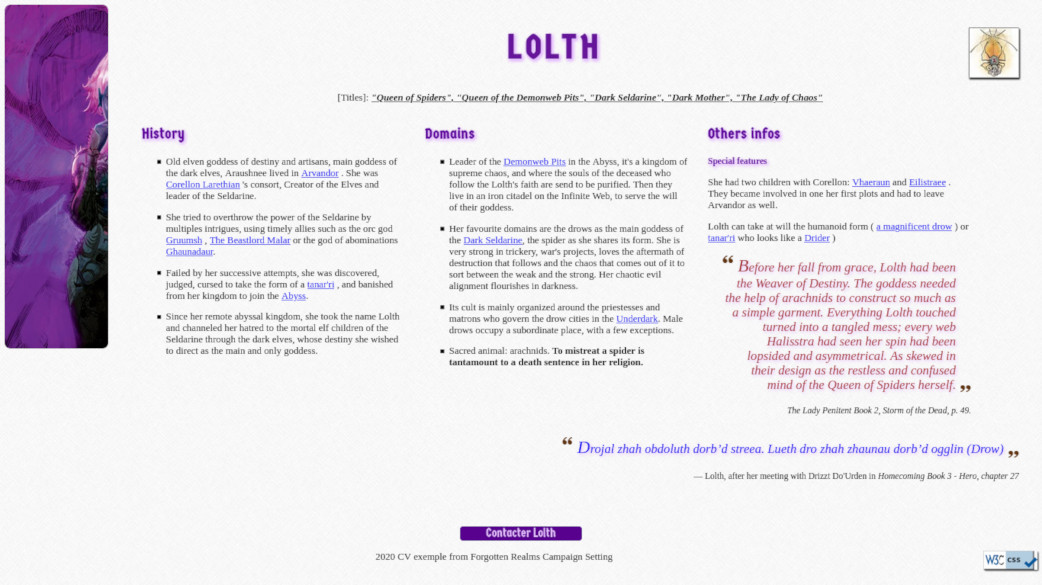 LOLTH
[Titles]: "Queen of Spiders", "Queen of the Demonweb Pits", "Dark Seldarine", "Dark Mother", "The Lady of Chaos"
History
Old elven goddess of destiny and artisans, main goddess of
the dark elves, Araushnee lived in Arvandor . She was
Corellon Larethian 's consort, Creator of the Elves and
leader of the Seldarine.
She tried to overthrow the power of the Seldarine by
multiples intrigues, using timely allies such as the orc god
Gruumsh , The Beastlord Malar or the god of abominations
Ghaunadaur.
Failed by her successive attempts, she was discovered,
judged, cursed to take the form of a tanar'ri , and banished
from her kingdom to join the Abyss.
Since her remote abyssal kingdom, she took the name Lolth
and channeled her hatred to the mortal elf children of the
Seldarine through the dark elves, whose destiny she wished
to direct as the main and only goddess.
Domains
Leader of the Demonweb Pits in the Abyss, it's a kingdom of
supreme chaos, and where the souls of the deceased who
follow the Lolth's faith are send to be purified. Then they
live in an iron citadel on the Infinite Web, to serve the will
of their goddess.
Her favourite domains are the drows as the main goddess of
the Dark Seldarine, the spider as she shares its form. She is
very strong in trickery, war's projects, loves the aftermath of
destruction that follows and the chaos that comes out of it to
sort between the weak and the strong. Her chaotic evil
alignment flourishes in darkness.
Its cult is mainly organized around the priestesses and
matrons who govern the drow cities in the Underdark. Male
drows occupy a subordinate place, with a few exceptions.
Sacred animal: arachnids. To mistreat a spider is
tantamount to a death sentence in her religion.
Others infos
Special features
She had two children with Corellon: Vhaeraun and Eilistraee .
They became involved in one her first plots and had to leave
Arvandor as well.
Lolth can take at will the humanoid form ( a magnificent drow ) or
tanar'ri who looks like a Drider )
“ Before her fall from grace, Lolth had been
the Weaver of Destiny. The goddess needed
the help of arachnids to construct so much as
a simple garment. Everything Lolth touched
turned into a tangled mess; every web
Halisstra had seen her spin had been
lopsided and asymmetrical. As skewed in
their design as the restless and confused
mind of the Queen of Spiders herself. „
The Lady Penitent Book 2, Storm of the Dead, p. 49.
“ Drojal zhah obdoluth dorb’d streea. Lueth dro zhah zhaunau dorb’d ogglin (Drow) „
— Lolth, after her meeting with Drizzt Do'Urden in Homecoming Book 3 - Hero, chapter 27
Contacter Lolth
2020 CV exemple from Forgotten Realms Campaign Setting
W3C css